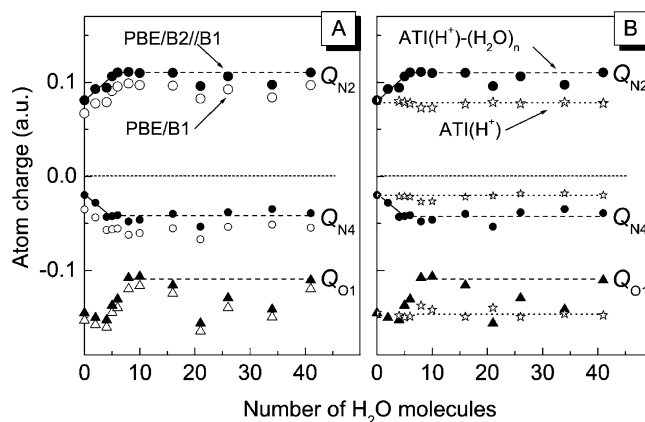 A
B
PBE/B2//B1
PBE/B1
ATI(H⁺)-(H₂O)ₙ
ATI(H⁺)
Q_N2
Q_N4
Q_O1
Q_N2
Q_N4
Q_O1
Atom charge (a.u.)
0.1
0.0
-0.1
0 10 20 30 40
0 10 20 30 40 50
Number of H₂O molecules